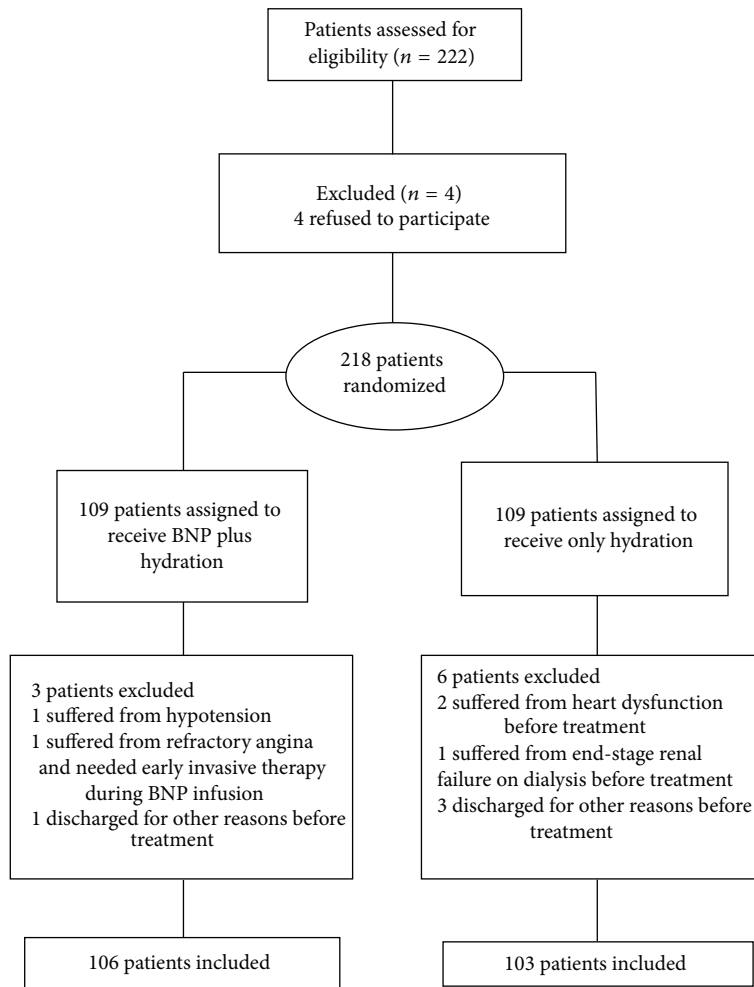 Patients assessed for
eligibility (n = 222)
Excluded (n = 4)
4 refused to participate
218 patients
randomized
109 patients assigned to
receive BNP plus
hydration
109 patients assigned to
receive only hydration
3 patients excluded
1 suffered from hypotension
1 suffered from refractory angina
and needed early invasive therapy
during BNP infusion
1 discharged for other reasons before
treatment
6 patients excluded
2 suffered from heart dysfunction
before treatment
1 suffered from end-stage renal
failure on dialysis before treatment
3 discharged for other reasons before
treatment
106 patients included
103 patients included